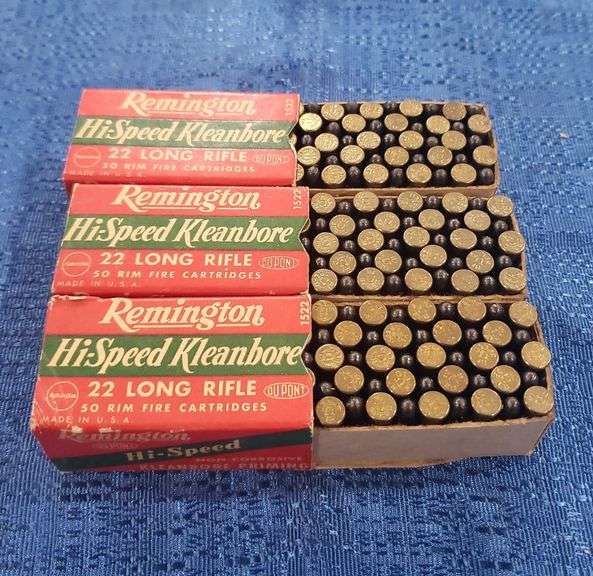 Remington
1522
Hi-Speed Kleanbore
22 LONG RIFLE DU PONT
50 RIM FIRE CARTRIDGES
MADE IN U.S.A.
Remington
1522
Hi-Speed Kleanbore
22 LONG RIFLE DU PONT
50 RIM FIRE CARTRIDGES
MADE IN U.S.A.
Remington
1522
Hi-Speed Kleanbore
22 LONG RIFLE DU PONT
50 RIM FIRE CARTRIDGES
MADE IN U.S.A
Remington
Hi-Speed
NON-CORROSIVE
KLEANBORE PRIMING